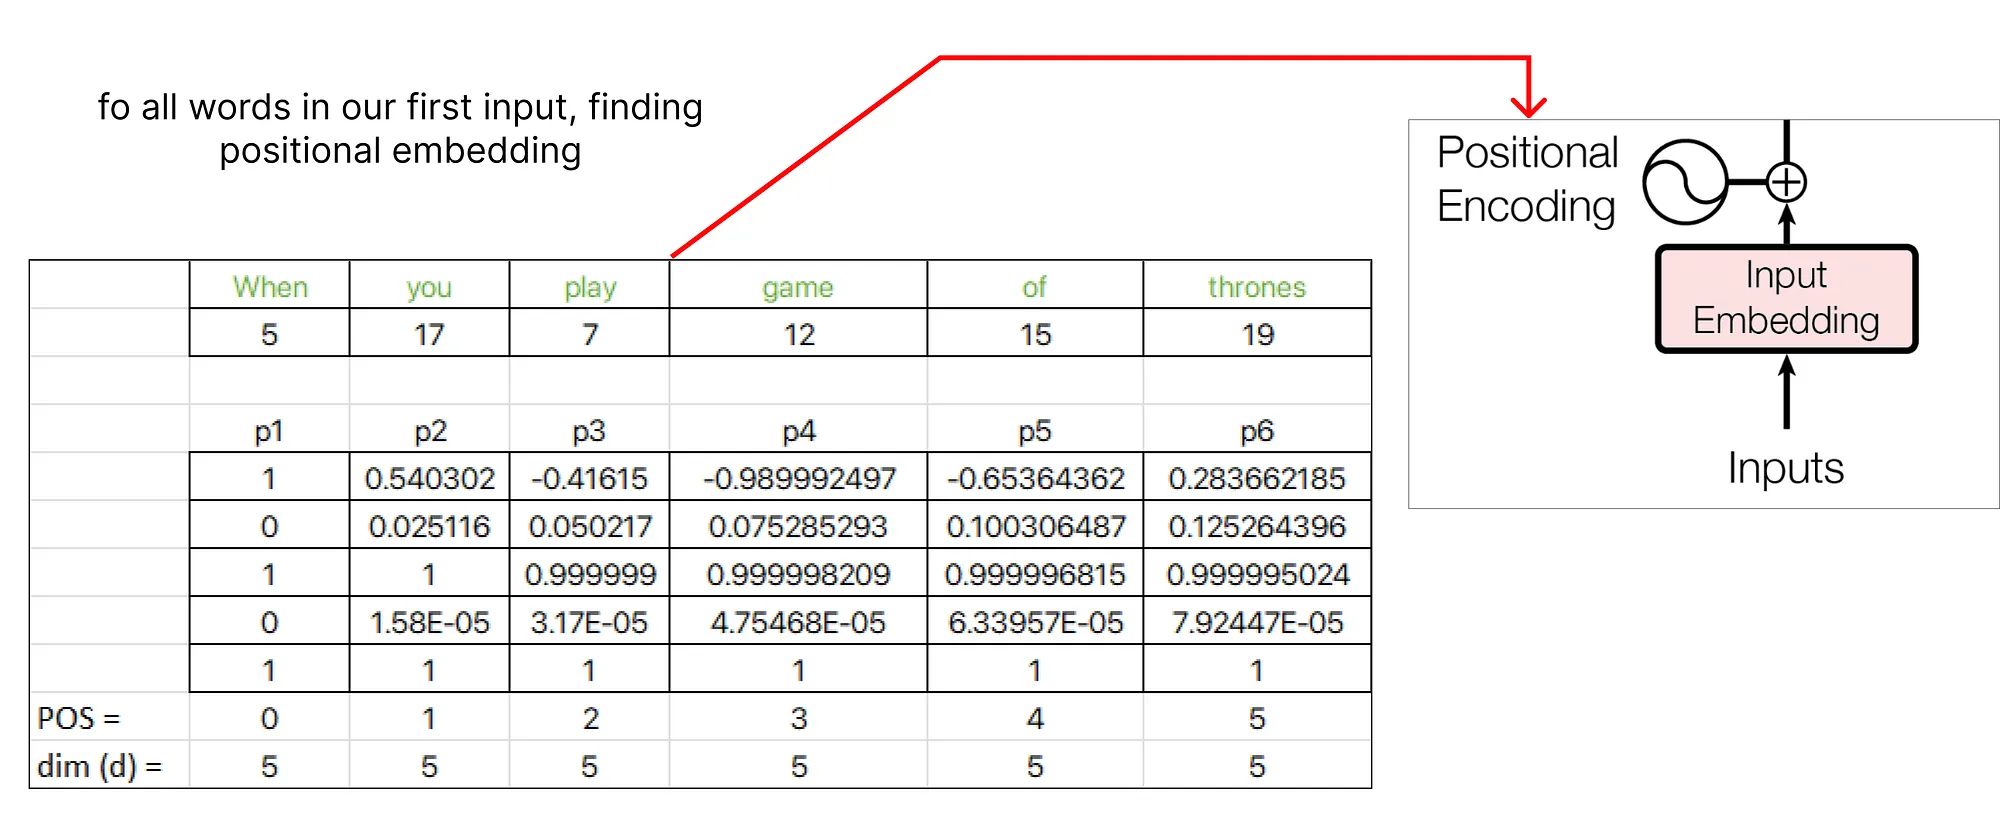 fo all words in our first input, finding
positional embedding
Positional
Encoding
Input
Embedding
Inputs
When you play game of thrones
5 17 7 12 15 19
p1 p2 p3 p4 p5 p6
1 0.540302 -0.41615 -0.989992497 -0.65364362 0.283662185
0 0.025116 0.050217 0.075285293 0.100306487 0.125264396
1 1 0.999999 0.999998209 0.999996815 0.999995024
0 1.58E-05 3.17E-05 4.75468E-05 6.33957E-05 7.92447E-05
1 1 1 1 1 1
POS = 0 1 2 3 4 5
dim (d) = 5 5 5 5 5 5